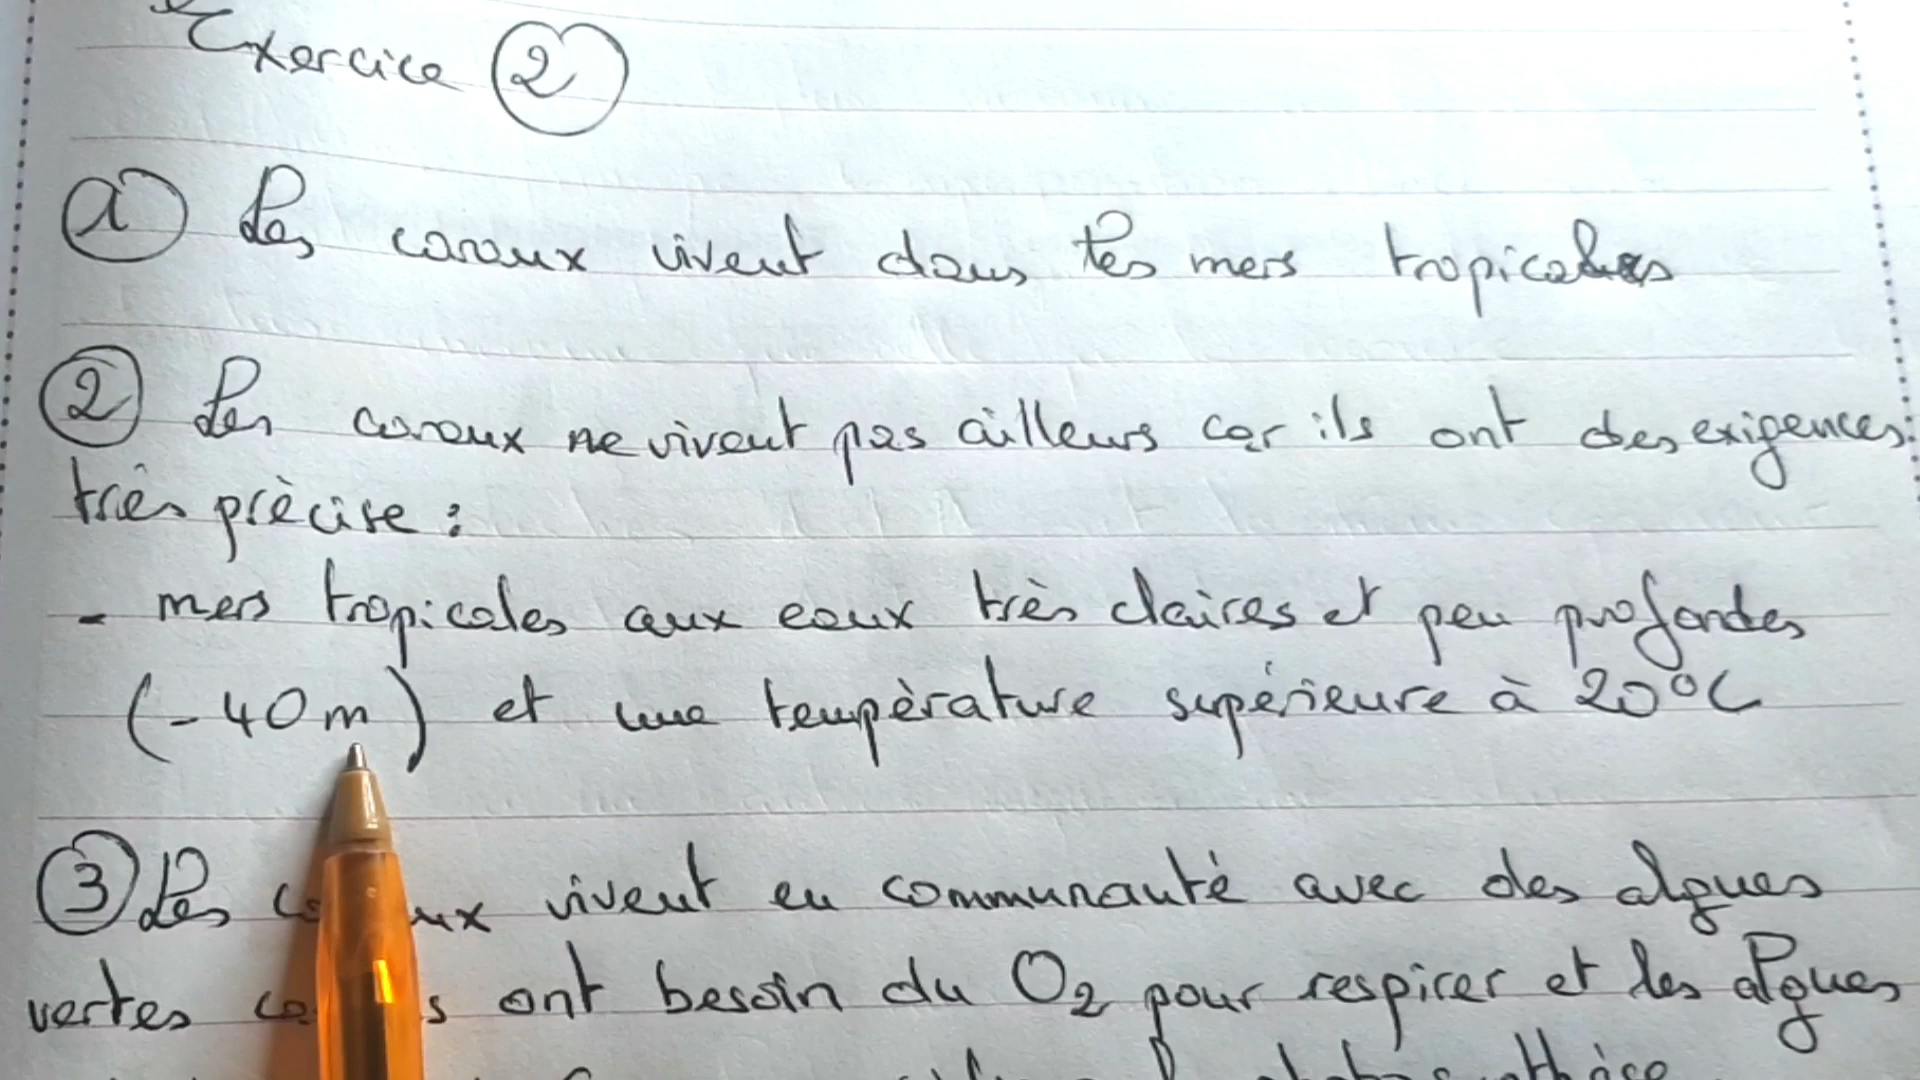 Exercice 2
a Les coraux vivent dans les mers tropicales
2 Les coraux ne vivent pas ailleurs car ils ont des exigences
très précise :
- mers tropicales aux eaux très claires et peu profondes
(-40m) et une température supérieure à 20°C
3 Les vivent en communauté avec des algues
vertes ont besoin du O2 pour respirer et les algues